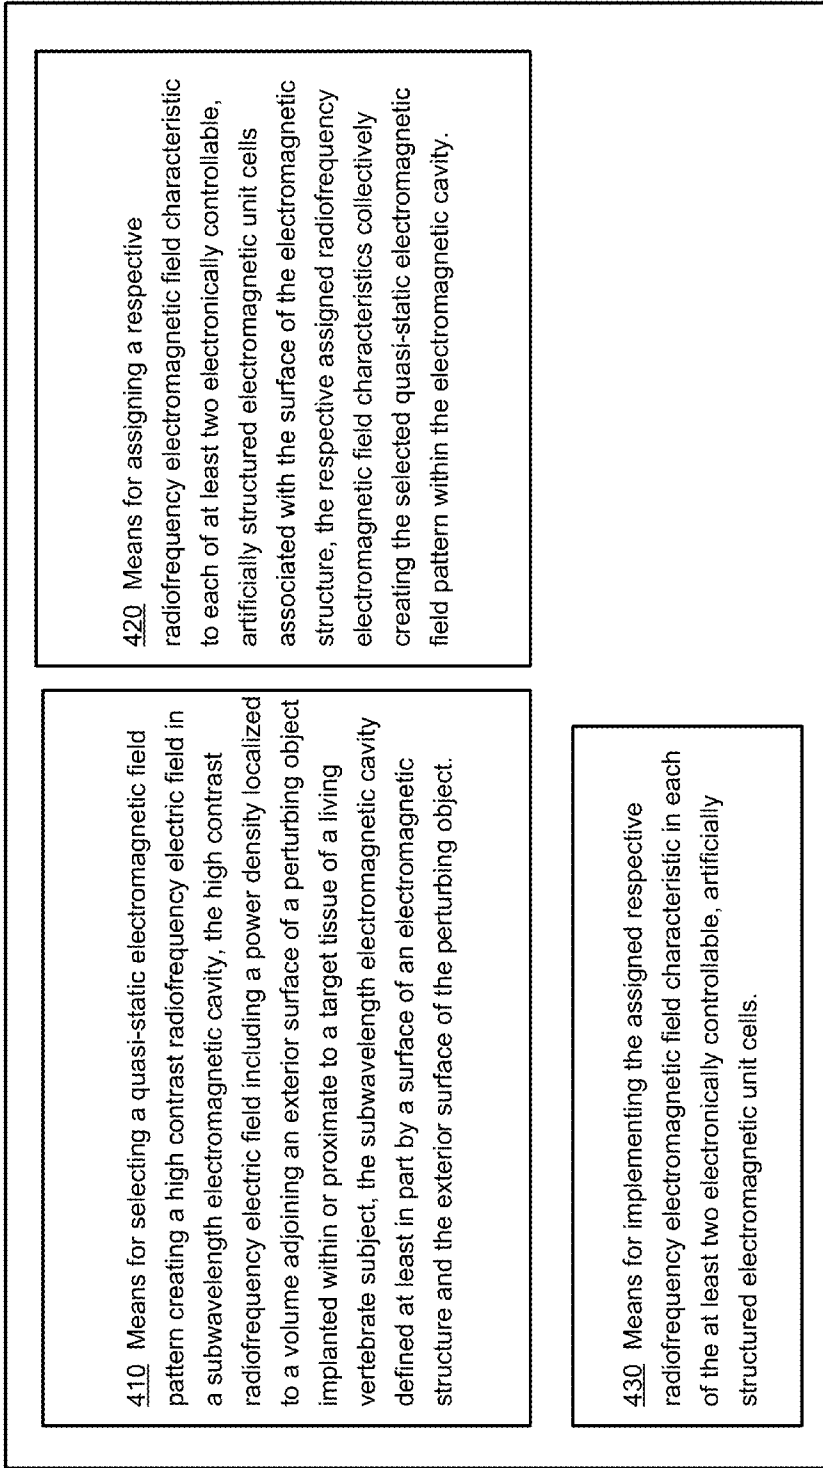 410 Means for selecting a quasi-static electromagnetic field
pattern creating a high contrast radiofrequency electric field in
a subwavelength electromagnetic cavity, the high contrast
radiofrequency electric field including a power density localized
to a volume adjoining an exterior surface of a perturbing object
implanted within or proximate to a target tissue of a living
vertebrate subject, the subwavelength electromagnetic cavity
defined at least in part by a surface of an electromagnetic
structure and the exterior surface of the perturbing object.
420 Means for assigning a respective
radiofrequency electromagnetic field characteristic
to each of at least two electronically controllable,
artificially structured electromagnetic unit cells
associated with the surface of the electromagnetic
structure, the respective assigned radiofrequency
electromagnetic field characteristics collectively
creating the selected quasi-static electromagnetic
field pattern within the electromagnetic cavity.
430 Means for implementing the assigned respective
radiofrequency electromagnetic field characteristic in each
of the at least two electronically controllable, artificially
structured electromagnetic unit cells.